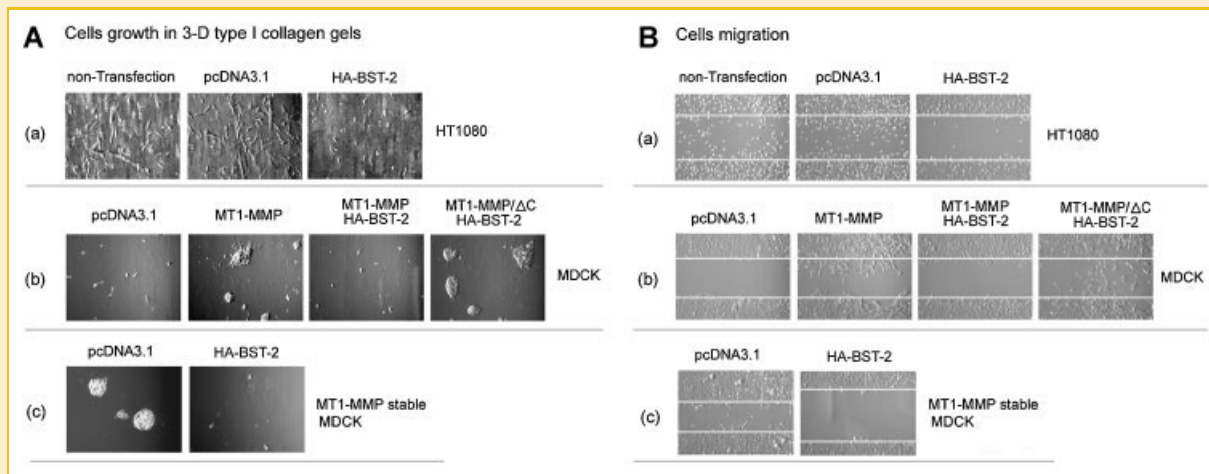 A Cells growth in 3-D type I collagen gels
non-Transfection pcDNA3.1 HA-BST-2
(a) HT1080
pcDNA3.1 MT1-MMP MT1-MMP HA-BST-2 MT1-MMP/ΔC HA-BST-2
(b) MDCK
pcDNA3.1 HA-BST-2
(c) MT1-MMP stable
MDCK
B Cells migration
non-Transfection pcDNA3.1 HA-BST-2
(a) HT1080
pcDNA3.1 MT1-MMP MT1-MMP HA-BST-2 MT1-MMP/ΔC HA-BST-2
(b) MDCK
pcDNA3.1 HA-BST-2
(c) MT1-MMP stable
MDCK